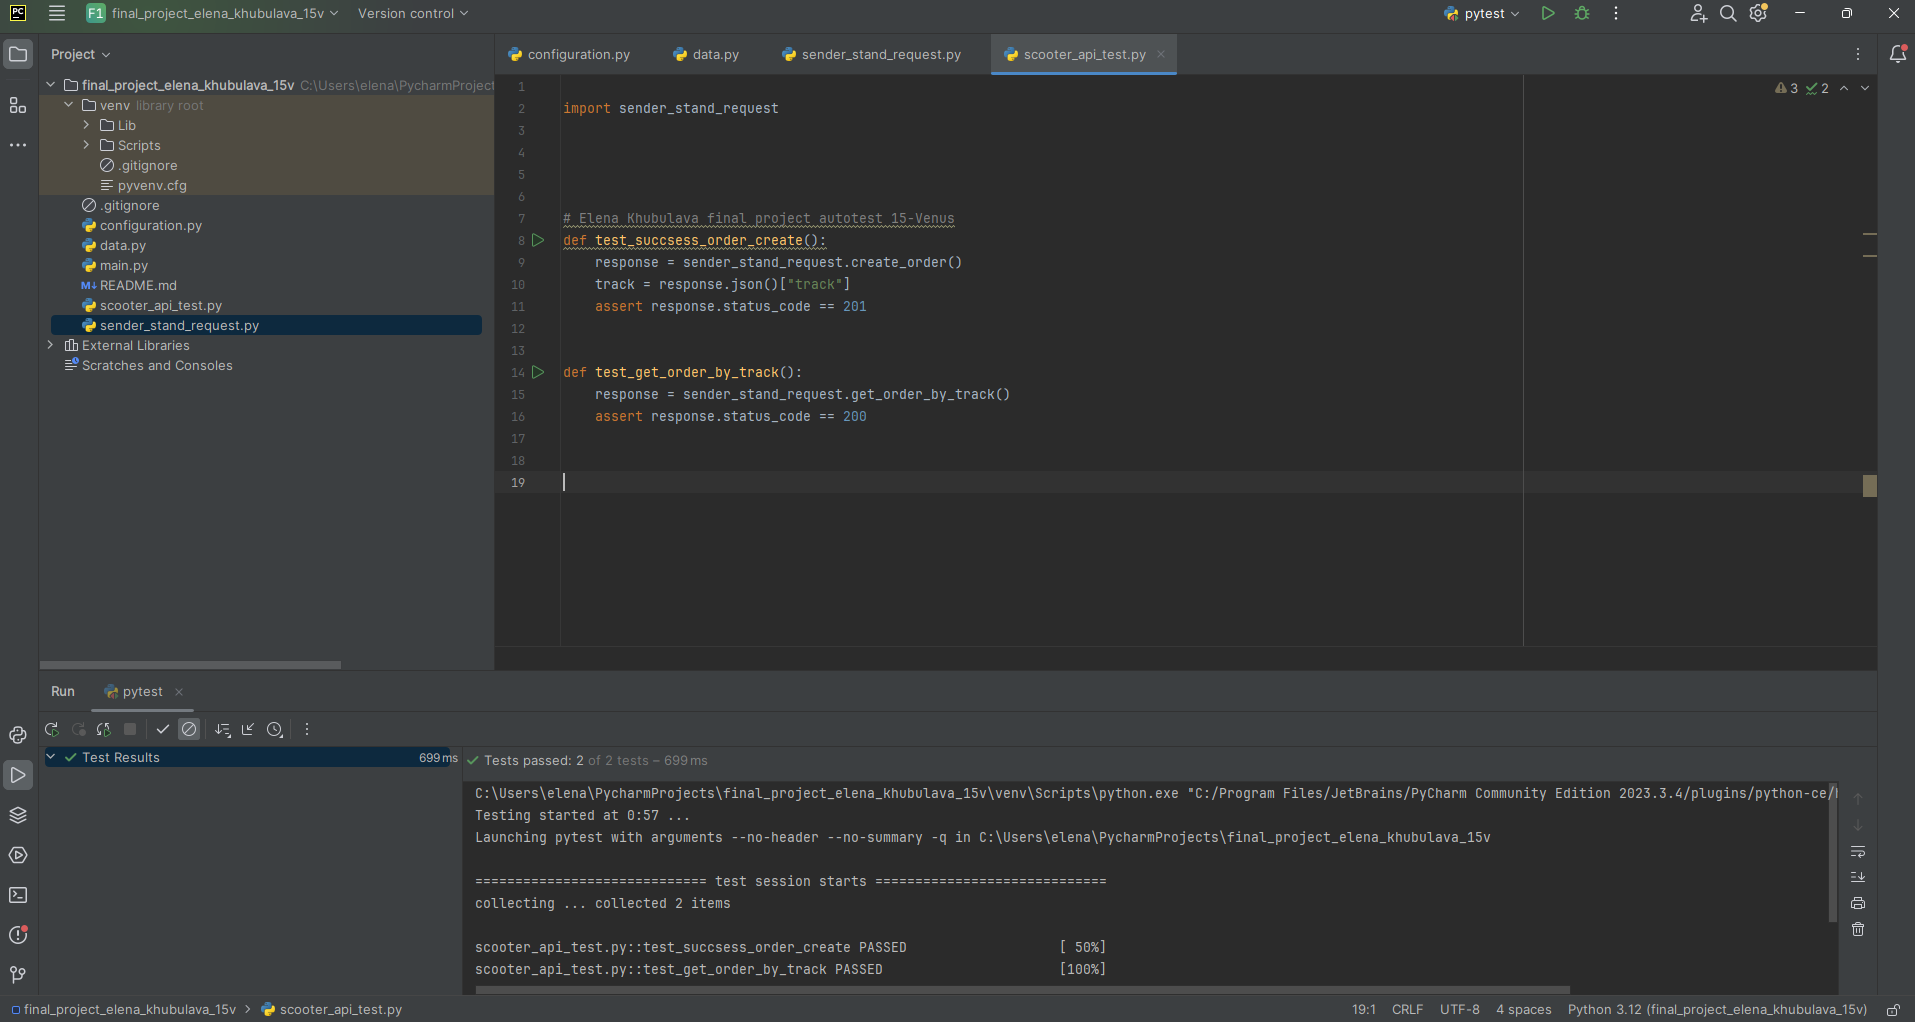 PC F1 final_project_elena_khubulava_15v Version control pytest
Project
configuration.py data.py sender_stand_request.py scooter_api_test.py
final_project_elena_khubulava_15v C:\Users\elena\PycharmProject
venv library root
Lib
Scripts
.gitignore
pyvenv.cfg
.gitignore
configuration.py
data.py
main.py
M↓ README.md
scooter_api_test.py
sender_stand_request.py
External Libraries
Scratches and Consoles
3 2
1
2 import sender_stand_request
3
4
5
6
7 # Elena Khubulava final project autotest 15-Venus
8 def test_succsess_order_create():
9 response = sender_stand_request.create_order()
10 track = response.json()["track"]
11 assert response.status_code == 201
12
13
14 def test_get_order_by_track():
15 response = sender_stand_request.get_order_by_track()
16 assert response.status_code == 200
17
18
19
Run pytest
Test Results 699 ms
Tests passed: 2 of 2 tests – 699 ms
C:\Users\elena\PycharmProjects\final_project_elena_khubulava_15v\venv\Scripts\python.exe "C:/Program Files/JetBrains/PyCharm Community Edition 2023.3.4/plugins/python-ce/
Testing started at 0:57 ...
Launching pytest with arguments --no-header --no-summary -q in C:\Users\elena\PycharmProjects\final_project_elena_khubulava_15v
============================= test session starts =============================
collecting ... collected 2 items
scooter_api_test.py::test_succsess_order_create PASSED [ 50%]
scooter_api_test.py::test_get_order_by_track PASSED [100%]
final_project_elena_khubulava_15v > scooter_api_test.py 19:1 CRLF UTF-8 4 spaces Python 3.12 (final_project_elena_khubulava_15v)